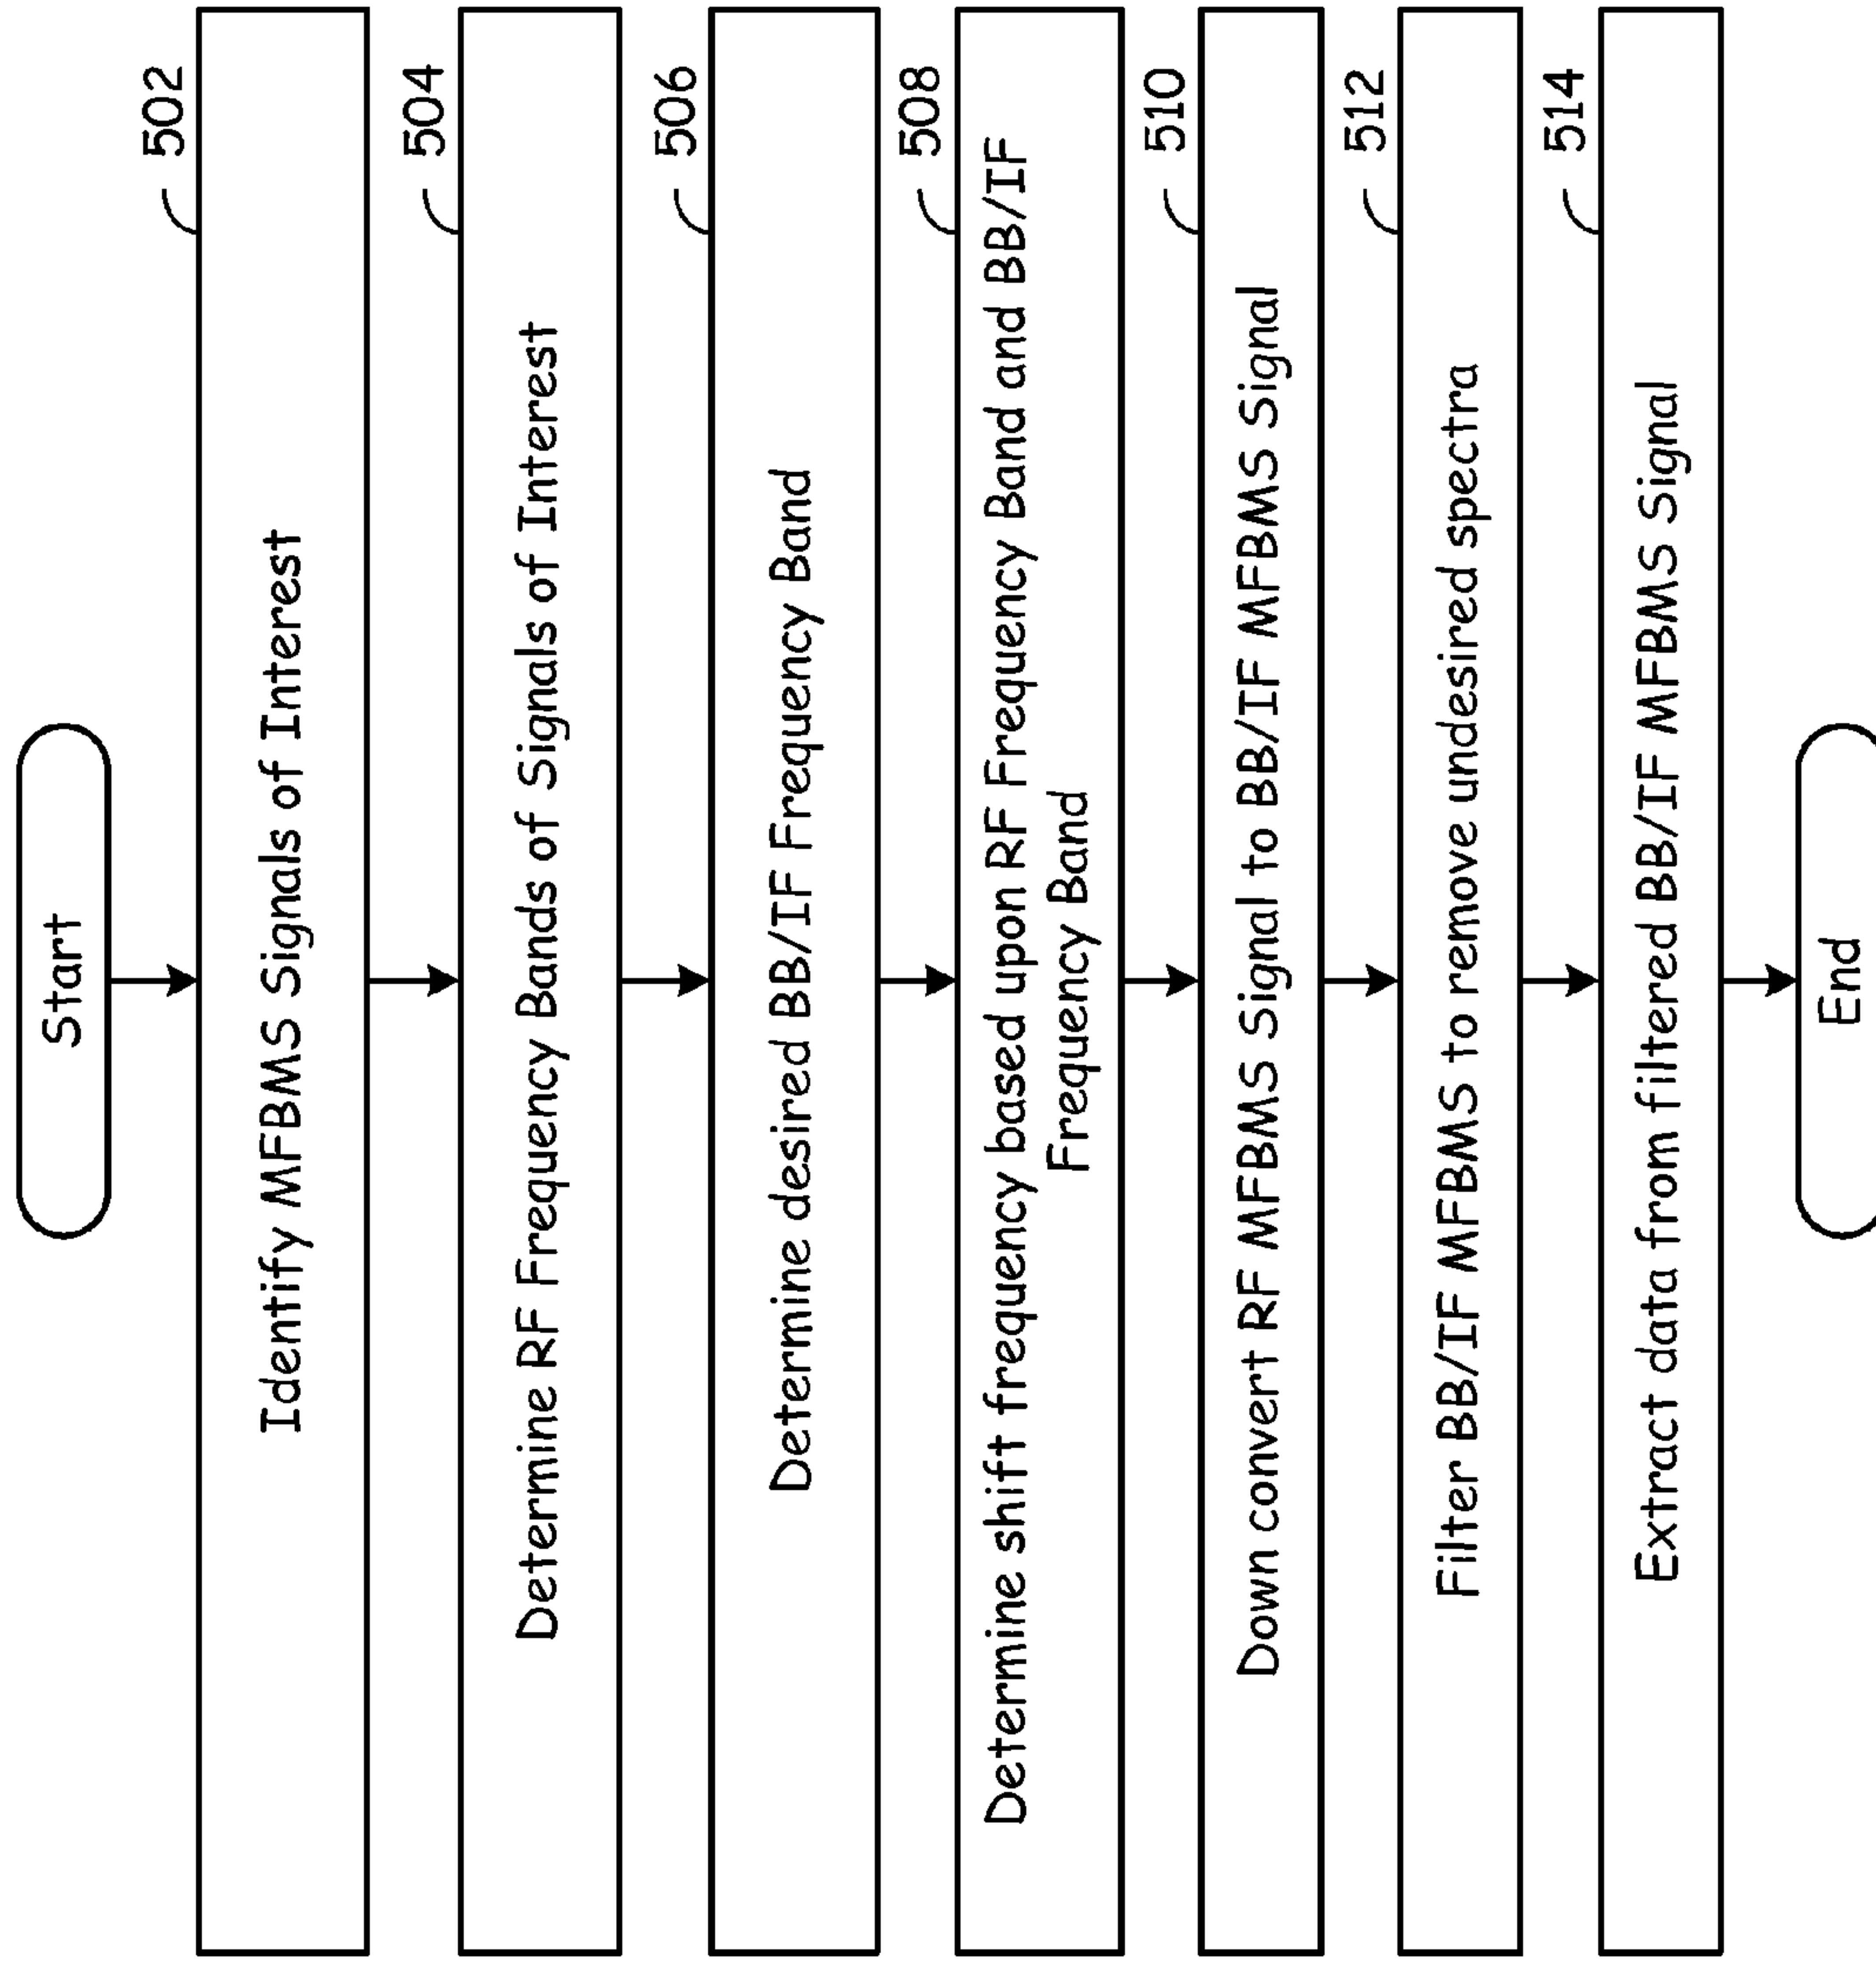 Start
502
Identify MFBMS Signals of Interest
504
Determine RF Frequency Bands of Signals of Interest
506
Determine desired BB/IF Frequency Band
508
Determine shift frequency based upon RF Frequency Band and BB/IF
Frequency Band
510
Down convert RF MFBMS Signal to BB/IF MFBMS Signal
512
Filter BB/IF MFBMS to remove undesired spectra
514
Extract data from filtered BB/IF MFBMS Signal
End